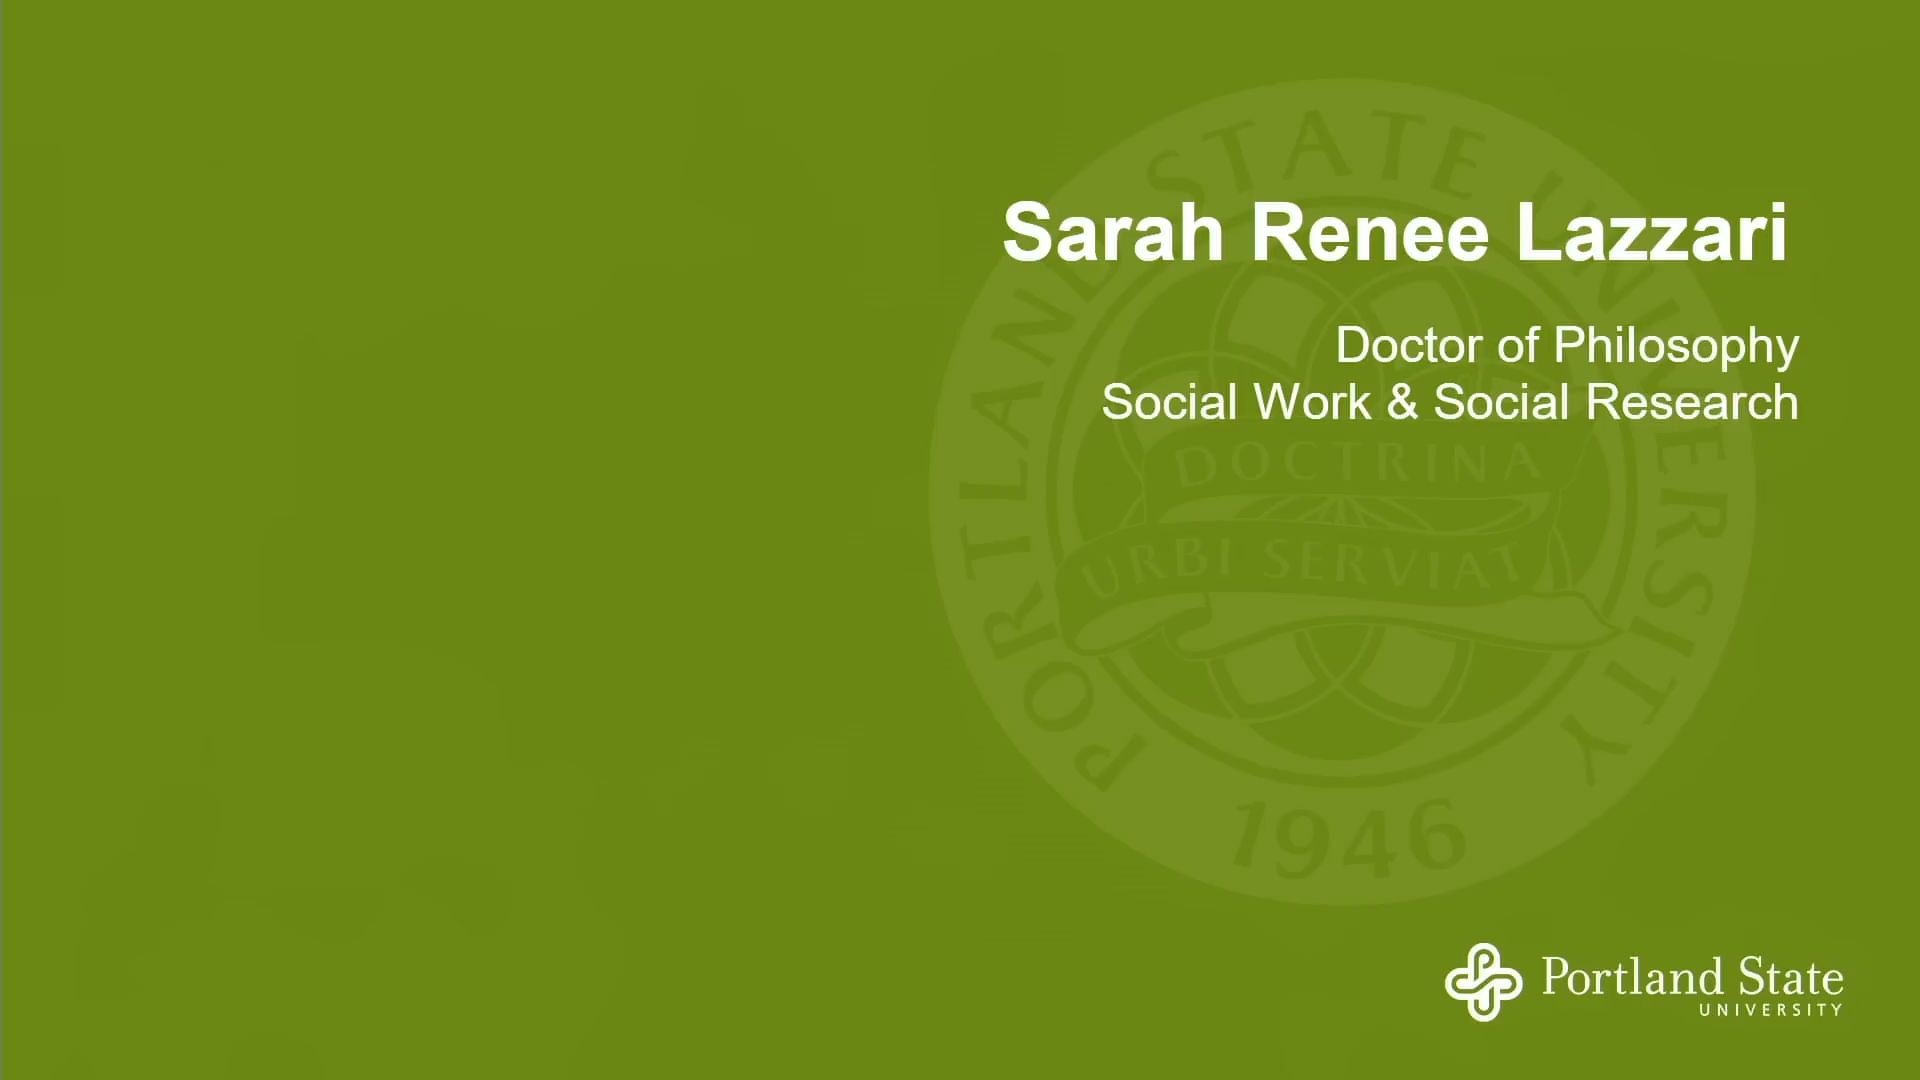 Sarah Renee Lazzari
Doctor of Philosophy
Social Work & Social Research
PORTLAND STATE UNIVERSITY
DOCTRINA
URBI SERVIAT
1946
Portland State
UNIVERSITY